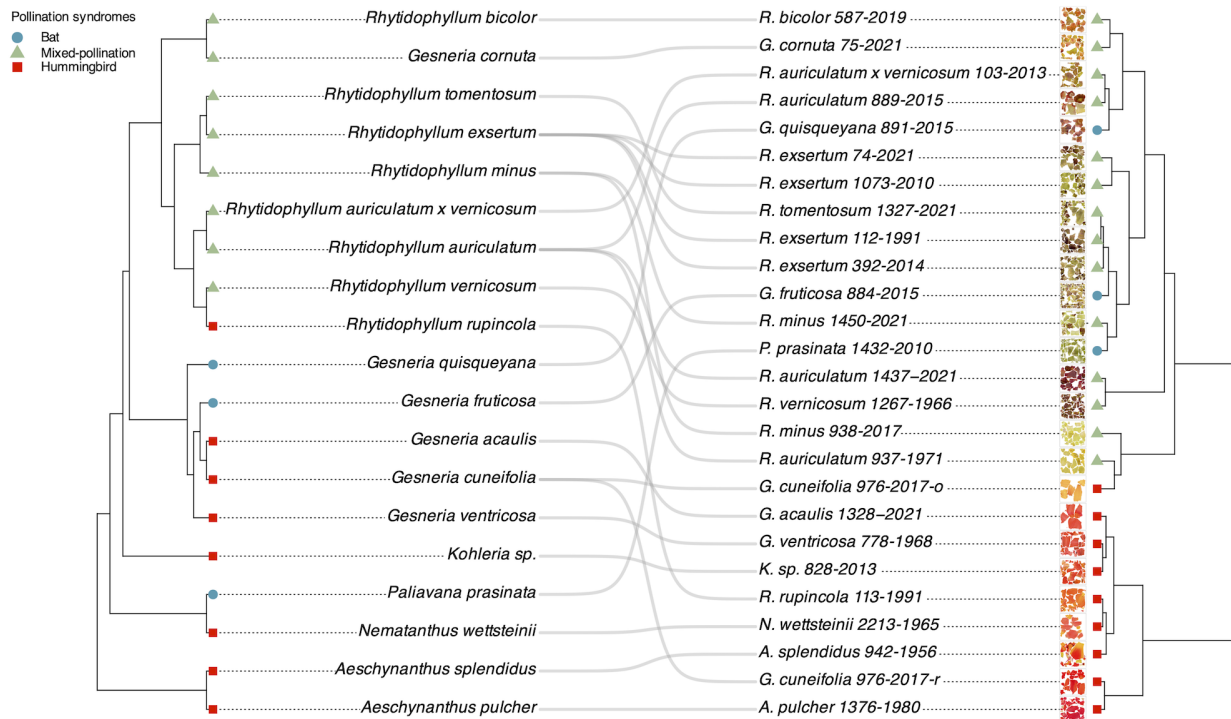 Pollination syndromes
Bat
Mixed-pollination
Hummingbird
Rhytidophyllum bicolor
Gesneria cornuta
Rhytidophyllum tomentosum
Rhytidophyllum exsertum
Rhytidophyllum minus
Rhytidophyllum auriculatum x vernicosum
Rhytidophyllum auriculatum
Rhytidophyllum vernicosum
Rhytidophyllum rupincola
Gesneria quisqueyana
Gesneria fruticosa
Gesneria acaulis
Gesneria cuneifolia
Gesneria ventricosa
Kohleria sp.
Paliavana prasinata
Nematanthus wettsteinii
Aeschynanthus splendidus
Aeschynanthus pulcher
R. bicolor 587-2019
G. cornuta 75-2021
R. auriculatum x vernicosum 103-2013
R. auriculatum 889-2015
G. quisqueyana 891-2015
R. exsertum 74-2021
R. exsertum 1073-2010
R. tomentosum 1327-2021
R. exsertum 112-1991
R. exsertum 392-2014
G. fruticosa 884-2015
R. minus 1450-2021
P. prasinata 1432-2010
R. auriculatum 1437–2021
R. vernicosum 1267-1966
R. minus 938-2017
R. auriculatum 937-1971
G. cuneifolia 976-2017-o
G. acaulis 1328–2021
G. ventricosa 778-1968
K. sp. 828-2013
R. rupincola 113-1991
N. wettsteinii 2213-1965
A. splendidus 942-1956
G. cuneifolia 976-2017-r
A. pulcher 1376-1980